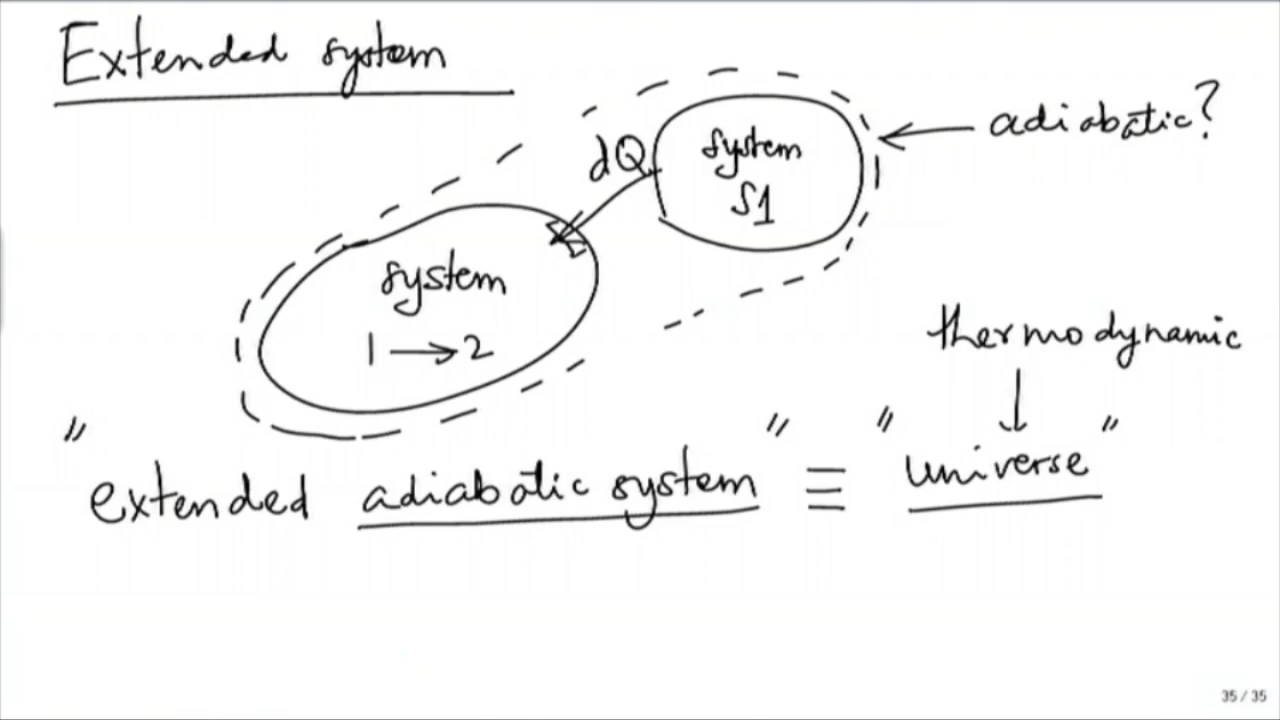 Extended system
adiabatic?
dQ
system
S1
system
1 → 2
thermodynamic
↓
"extended adiabatic system" ≡ "universe"
35 / 35